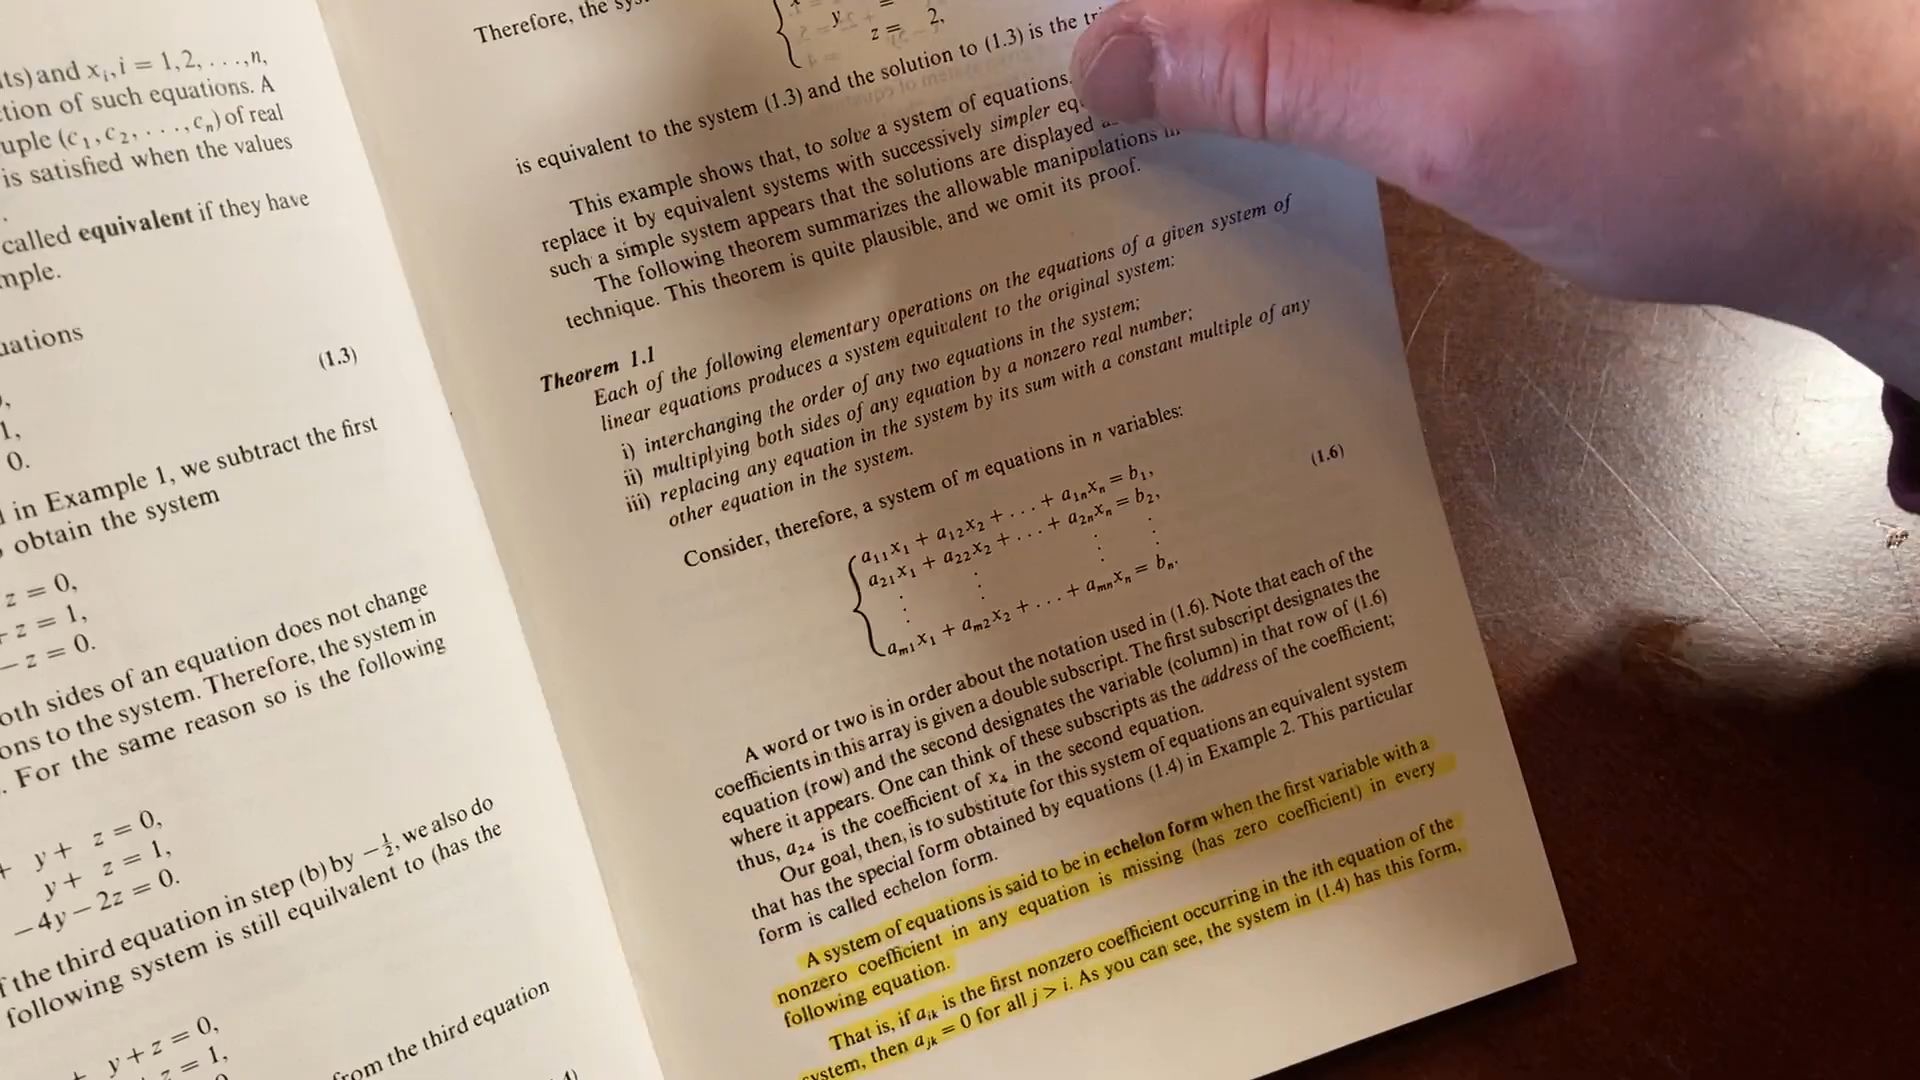 ts) and xᵢ, i = 1,2, . . .,n,
tion of such equations. A
uple (c₁, c₂, . . ., cₙ) of real
is satisfied when the values
.
called equivalent if they have
mple.
uations
(1.3)
1,
0.
in Example 1, we subtract the first
obtain the system
z = 0,
z = 1,
– z = 0.
oth sides of an equation does not change
ons to the system. Therefore, the system in
. For the same reason so is the following
+ y + z = 0,
y + z = 1,
– 4y – 2z = 0.
f the third equation in step (b) by –½, we also do
following system is still equilvalent to (has the
y + z = 0,
z = 1,
from the third equation
Therefore, the
y =
z = 2,
is equivalent to the system (1.3) and the solution to (1.3) is the
This example shows that, to solve a system of equations.
replace it by equivalent systems with successively simpler
such a simple system appears that the solutions are displayed
The following theorem summarizes the allowable manipulations
technique. This theorem is quite plausible, and we omit its proof.
Theorem 1.1
Each of the following elementary operations on the equations of a given system of
linear equations produces a system equivalent to the original system:
i) interchanging the order of any two equations in the system;
ii) multiplying both sides of any equation by a nonzero real number;
iii) replacing any equation in the system by its sum with a constant multiple of any
other equation in the system.
Consider, therefore, a system of m equations in n variables:
a₁₁x₁ + a₁₂x₂ + . . . + a₁ₙxₙ = b₁,
(1.6)
a₂₁x₁ + a₂₂x₂ + . . . + a₂ₙxₙ = b₂,
. . . .
. . . .
aₘ₁x₁ + aₘ₂x₂ + . . . + aₘₙxₙ = bₙ.
A word or two is in order about the notation used in (1.6). Note that each of the
coefficients in this array is given a double subscript. The first subscript designates the
equation (row) and the second designates the variable (column) in that row of (1.6)
where it appears. One can think of these subscripts as the address of the coefficient;
thus, a₂₄ is the coefficient of x₄ in the second equation.
Our goal, then, is to substitute for this system of equations an equivalent system
that has the special form obtained by equations (1.4) in Example 2. This particular
form is called echelon form.
A system of equations is said to be in echelon form when the first variable with a
nonzero coefficient in any equation is missing (has zero coefficient) in every
following equation.
That is, if aᵢₖ is the first nonzero coefficient occurring in the ith equation of the
system, then aⱼₖ = 0 for all j > i. As you can see, the system in (1.4) has this form,